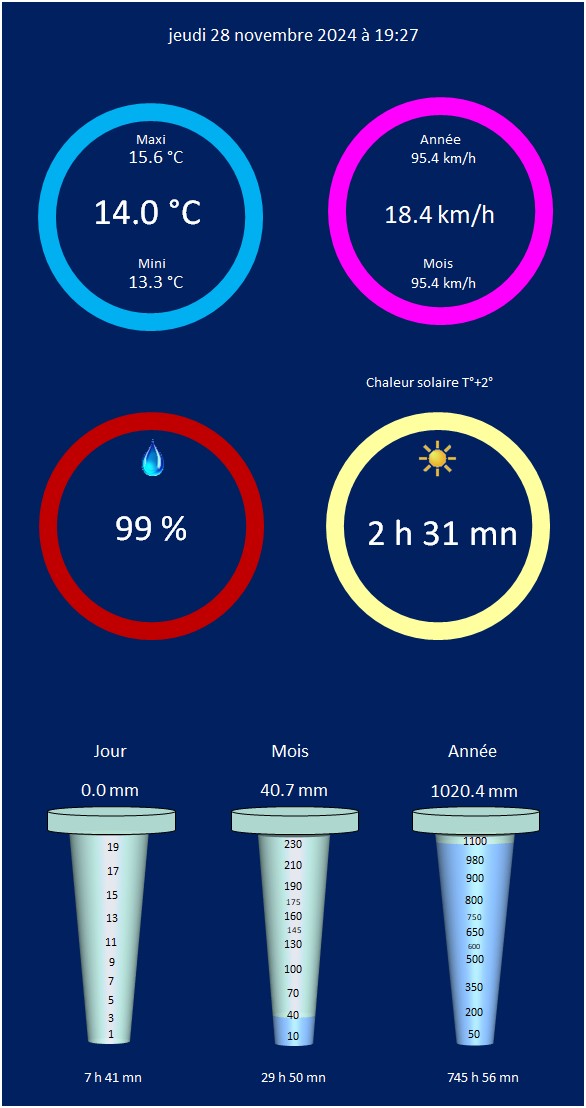 jeudi 28 novembre 2024 à 19:27
Maxi
15.6 °C
14.0 °C
Mini
13.3 °C
Année
95.4 km/h
18.4 km/h
Mois
95.4 km/h
Chaleur solaire T°+2°
99 %
2 h 31 mn
Jour
0.0 mm
19
17
15
13
11
9
7
5
3
1
7 h 41 mn
Mois
40.7 mm
230
210
190
175
160
145
130
100
70
40
10
29 h 50 mn
Année
1020.4 mm
1100
980
900
800
750
650
600
500
350
200
50
745 h 56 mn